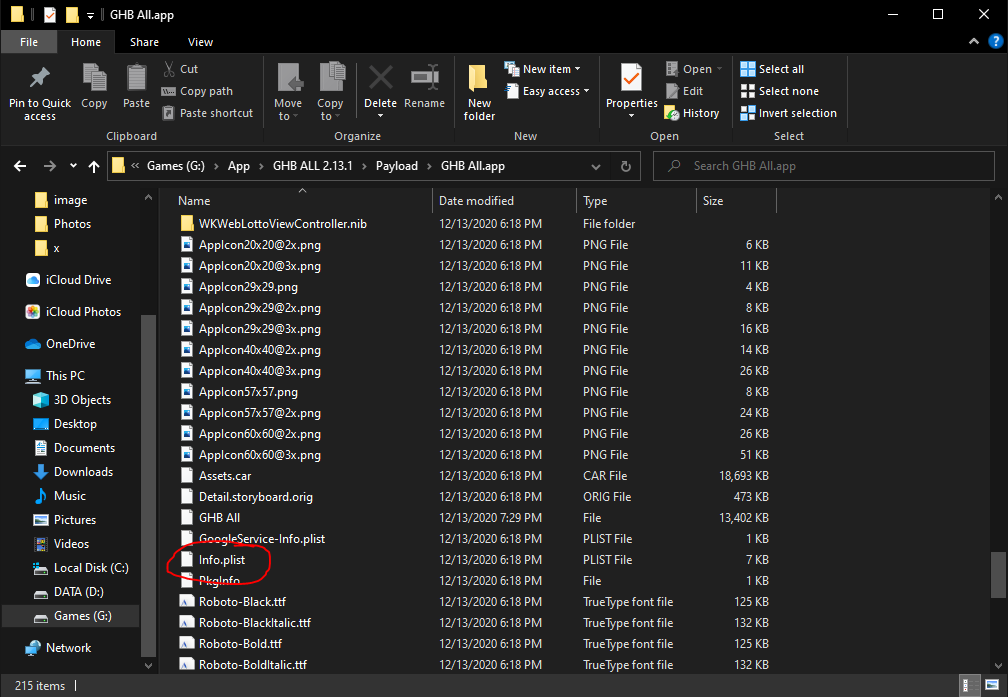 GHB All.app
File Home Share View
Pin to Quick access
Copy
Paste
Cut
Copy path
Paste shortcut
Clipboard
Move to
Copy to
Delete
Rename
Organize
New folder
New item
Easy access
New
Properties
Open
Edit
History
Open
Select all
Select none
Invert selection
Select
« Games (G:) › App › GHB ALL 2.13.1 › Payload › GHB All.app
Search GHB All.app
image
Photos
x
iCloud Drive
iCloud Photos
OneDrive
This PC
3D Objects
Desktop
Documents
Downloads
Music
Pictures
Videos
Local Disk (C:)
DATA (D:)
Games (G:)
Network
Name Date modified Type Size
WKWebLottoViewController.nib 12/13/2020 6:18 PM File folder
AppIcon20x20@2x.png 12/13/2020 6:18 PM PNG File 6 KB
AppIcon20x20@3x.png 12/13/2020 6:18 PM PNG File 11 KB
AppIcon29x29.png 12/13/2020 6:18 PM PNG File 4 KB
AppIcon29x29@2x.png 12/13/2020 6:18 PM PNG File 8 KB
AppIcon29x29@3x.png 12/13/2020 6:18 PM PNG File 16 KB
AppIcon40x40@2x.png 12/13/2020 6:18 PM PNG File 14 KB
AppIcon40x40@3x.png 12/13/2020 6:18 PM PNG File 26 KB
AppIcon57x57.png 12/13/2020 6:18 PM PNG File 8 KB
AppIcon57x57@2x.png 12/13/2020 6:18 PM PNG File 24 KB
AppIcon60x60@2x.png 12/13/2020 6:18 PM PNG File 26 KB
AppIcon60x60@3x.png 12/13/2020 6:18 PM PNG File 51 KB
Assets.car 12/13/2020 6:18 PM CAR File 18,693 KB
Detail.storyboard.orig 12/13/2020 6:18 PM ORIG File 473 KB
GHB All 12/13/2020 7:29 PM File 13,402 KB
GoogleService-Info.plist 12/13/2020 6:18 PM PLIST File 1 KB
Info.plist 12/13/2020 6:18 PM PLIST File 7 KB
PkgInfo 12/13/2020 6:18 PM File 1 KB
Roboto-Black.ttf 12/13/2020 6:18 PM TrueType font file 125 KB
Roboto-BlackItalic.ttf 12/13/2020 6:18 PM TrueType font file 132 KB
Roboto-Bold.ttf 12/13/2020 6:18 PM TrueType font file 125 KB
Roboto-BoldItalic.ttf 12/13/2020 6:18 PM TrueType font file 132 KB
215 items